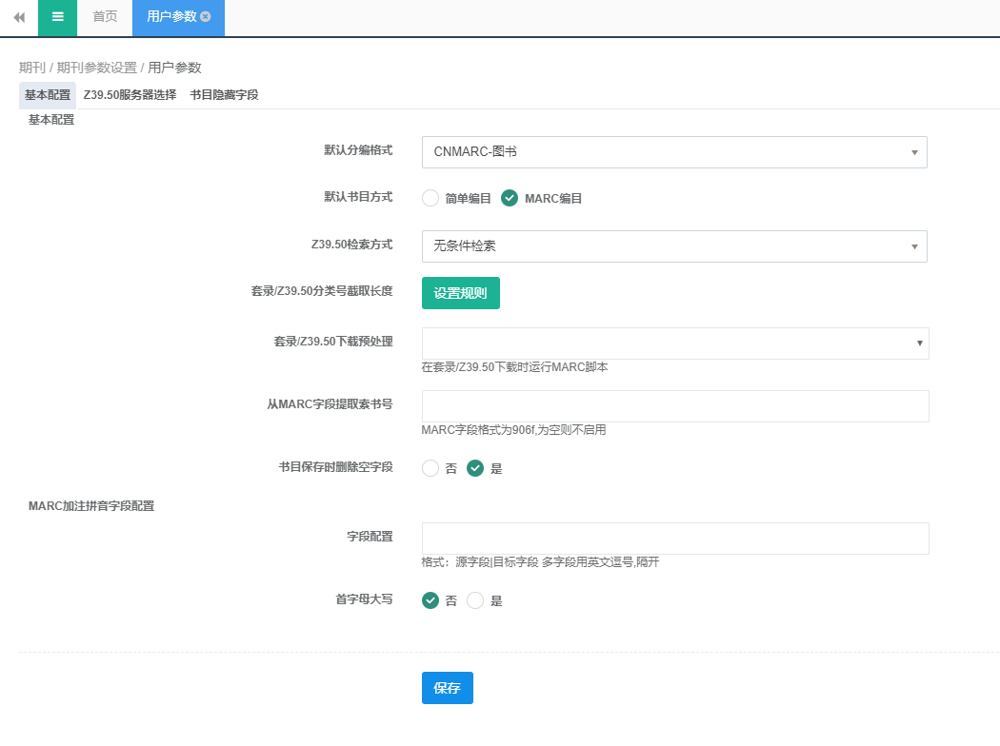 首页 用户参数
期刊 / 期刊参数设置 / 用户参数
基本配置 Z39.50服务器选择 书目隐藏字段
基本配置
默认分编格式 CNMARC-图书
默认书目方式 简单编目 MARC编目
Z39.50检索方式 无条件检索
套录/Z39.50分类号截取长度 设置规则
套录/Z39.50下载预处理
在套录/Z39.50下载时运行MARC脚本
从MARC字段提取索书号
MARC字段格式为906f,为空则不启用
书目保存时删除空字段 否 是
MARC加注拼音字段配置
字段配置
格式：源字段|目标字段 多字段用英文逗号,隔开
首字母大写 否 是
保存